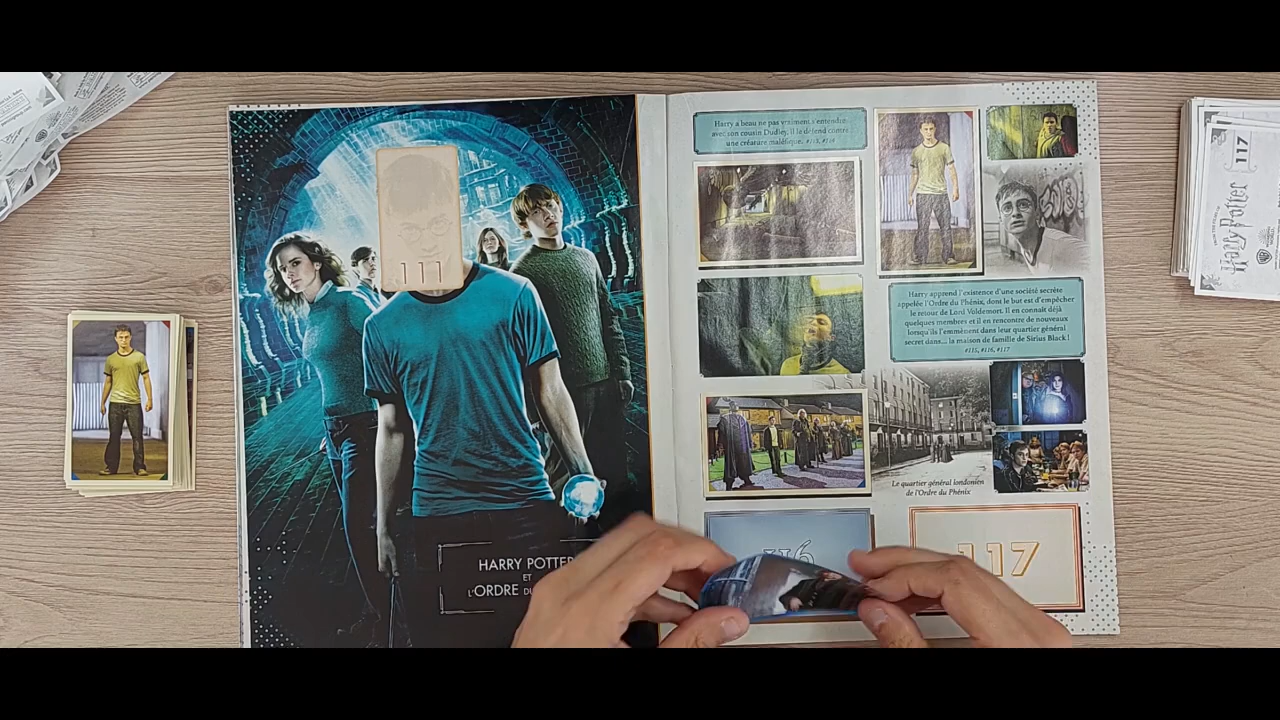 111
HARRY POTTER
ET
L'ORDRE DU
Harry a beau ne pas vraiment s'entendre
avec son cousin Dudley, il le défend contre
une créature maléfique. #113, #114
Harry apprend l'existence d'une société secrète
appelée l'Ordre du Phénix, dont le but est d'empêcher
le retour de Lord Voldemort. Il en connaît déjà
quelques membres et il en rencontre de nouveaux
lorsqu'ils l'emmènent dans leur quartier général
secret dans... la maison de famille de Sirius Black !
#115, #116, #117
Le quartier général londonien
de l'Ordre du Phénix
116
117
117
Harry Potter